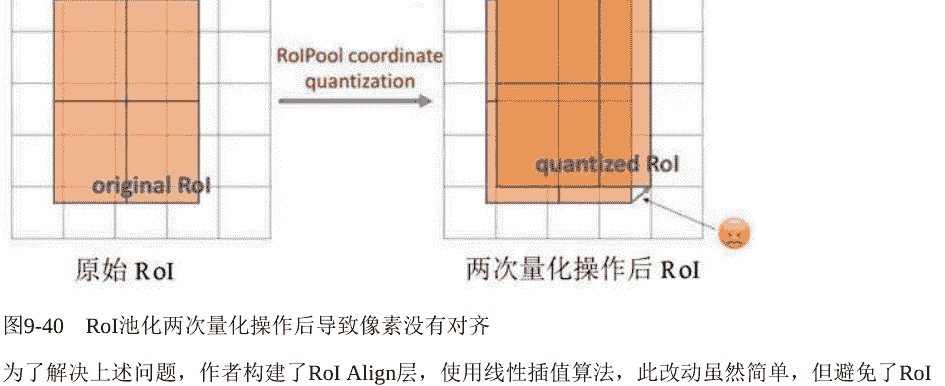 RoIPool coordinate
quantization
original RoI
quantized RoI
原始 RoI
两次量化操作后 RoI
图9-40 RoI池化两次量化操作后导致像素没有对齐
为了解决上述问题，作者构建了RoI Align层，使用线性插值算法，此改动虽然简单，但避免了RoI